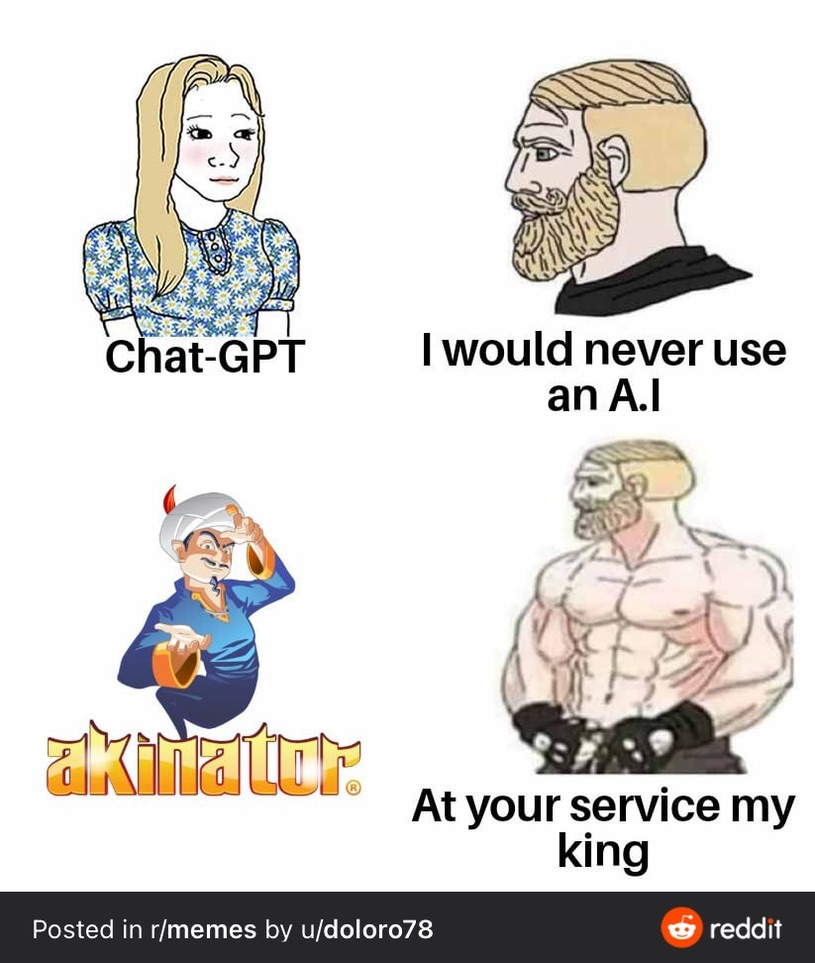 Chat-GPT
I would never use
an A.I
akinator®
At your service my
king
Posted in r/memes by u/doloro78
reddit